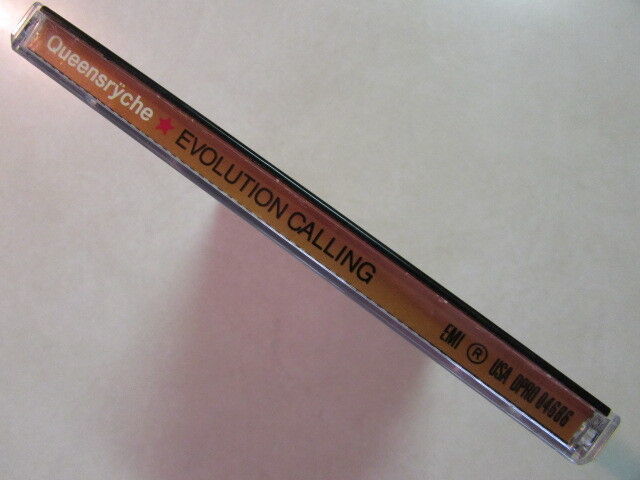 Queensrÿche ★ EVOLUTION CALLING EMI ® USA DPRO 04686